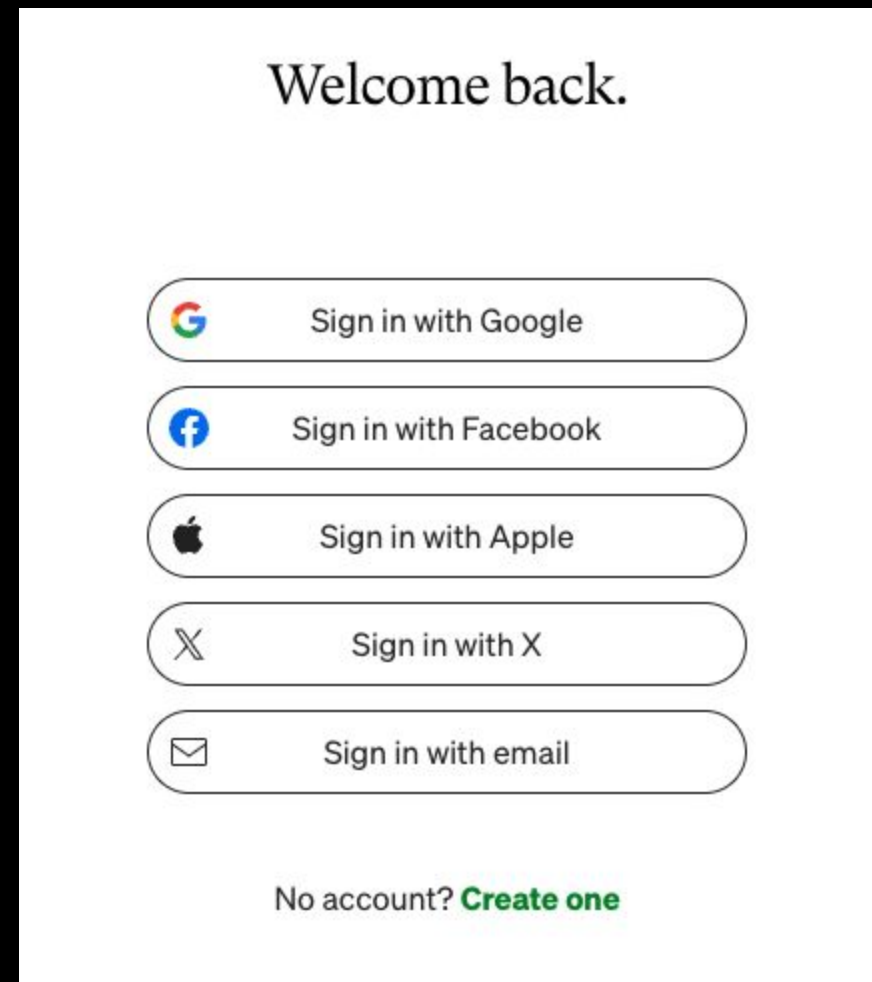 Welcome back.
Sign in with Google
Sign in with Facebook
Sign in with Apple
Sign in with X
Sign in with email
No account? Create one